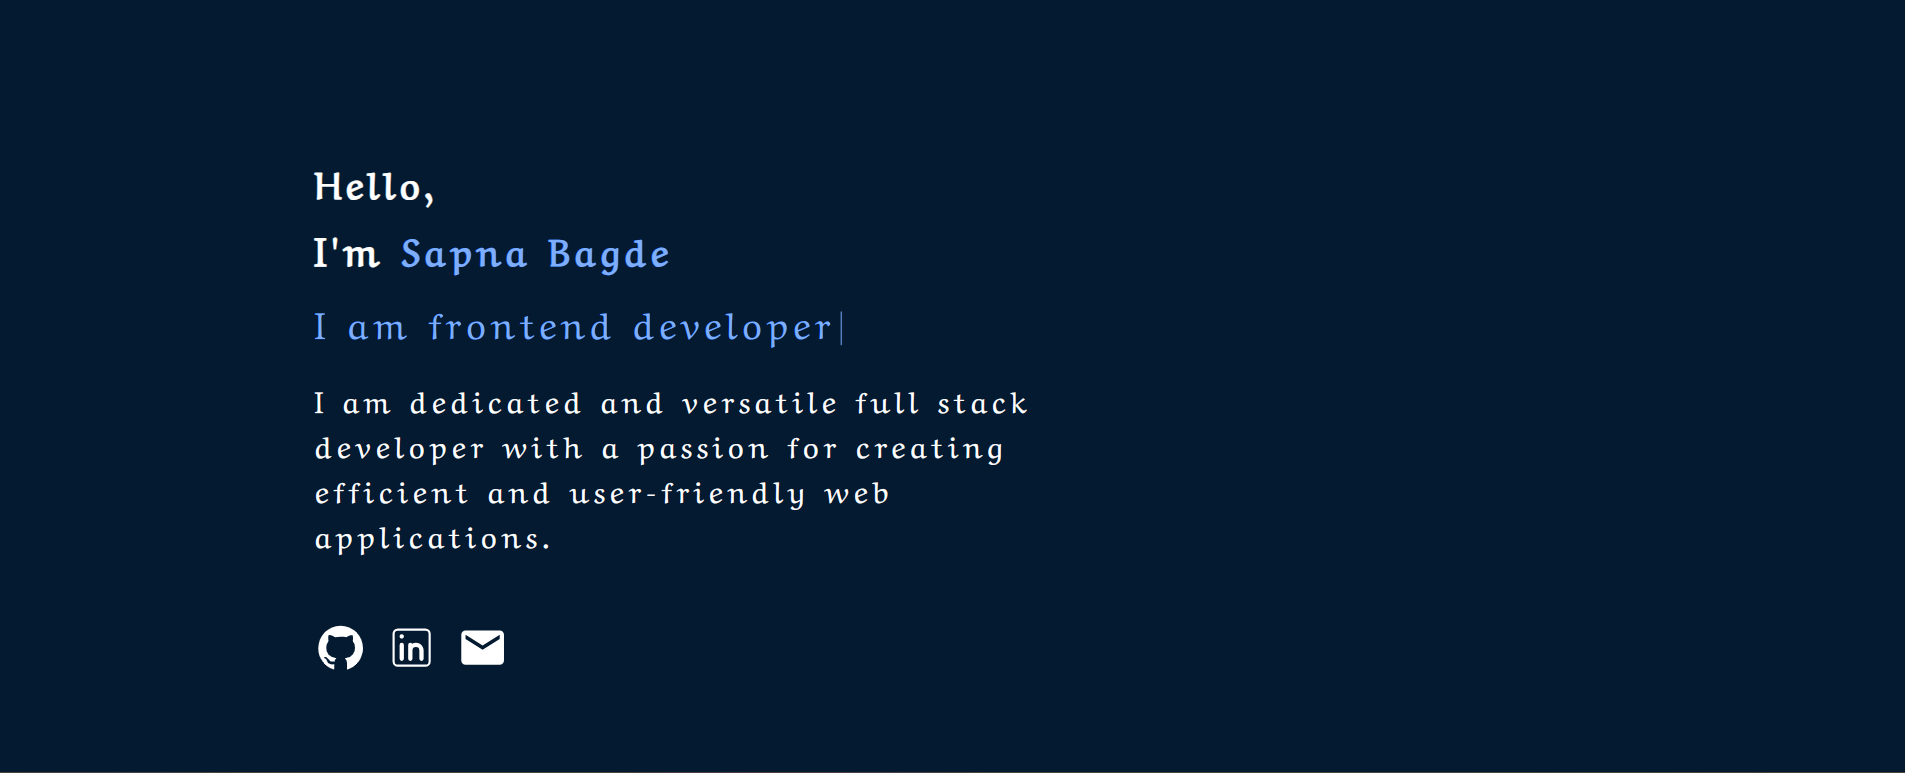 Hello,
I'm Sapna Bagde
I am frontend developer
I am dedicated and versatile full stack
developer with a passion for creating
efficient and user-friendly web
applications.
in